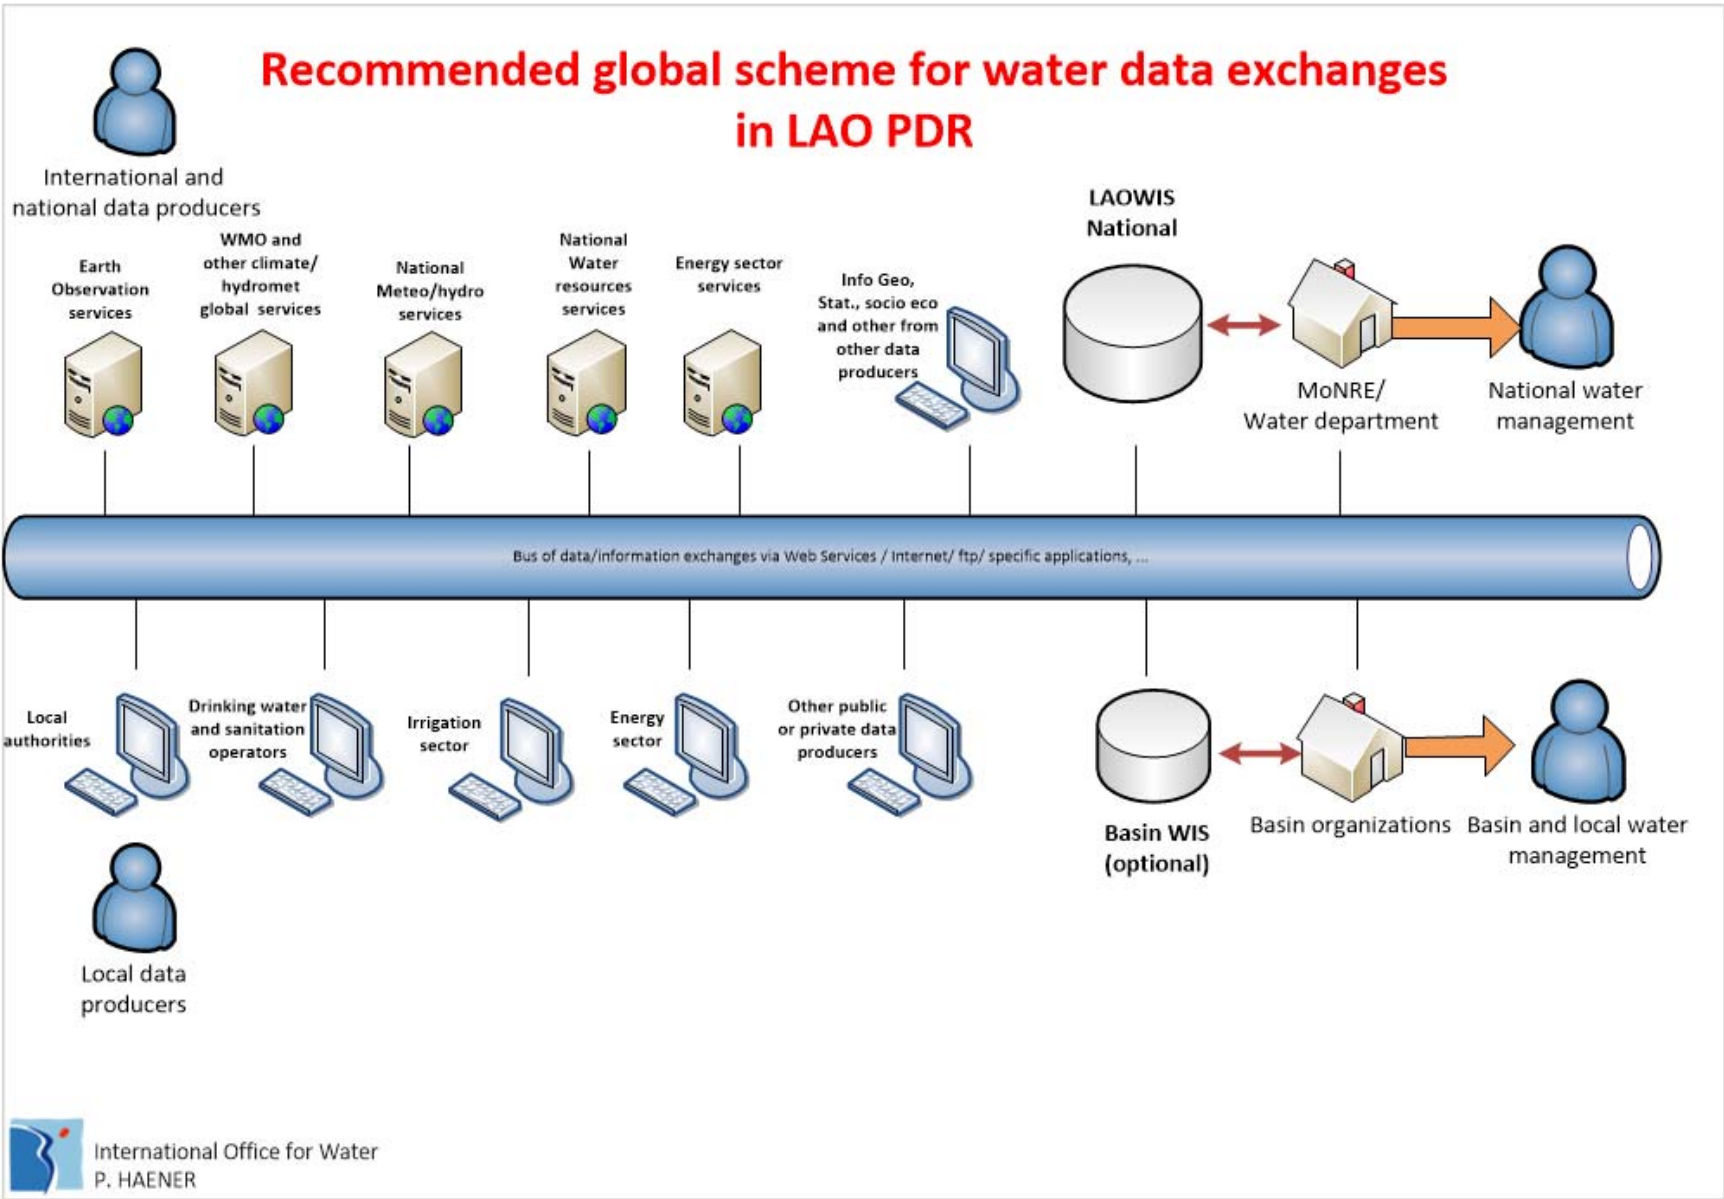 Recommended global scheme for water data exchanges
in LAO PDR
International and
national data producers
Earth
Observation
services
WMO and
other climate/
hydromet
global services
National
Meteo/hydro
services
National
Water
resources
services
Energy sector
services
Info Geo,
Stat., socio eco
and other from
other data
producers
LAOWIS
National
MoNRE/
Water department
National water
management
Bus of data/information exchanges via Web Services / Internet/ ftp/ specific applications, ...
Local
authorities
Drinking water
and sanitation
operators
Irrigation
sector
Energy
sector
Other public
or private data
producers
Basin WIS
(optional)
Basin organizations
Basin and local water
management
Local data
producers
International Office for Water
P. HAENER